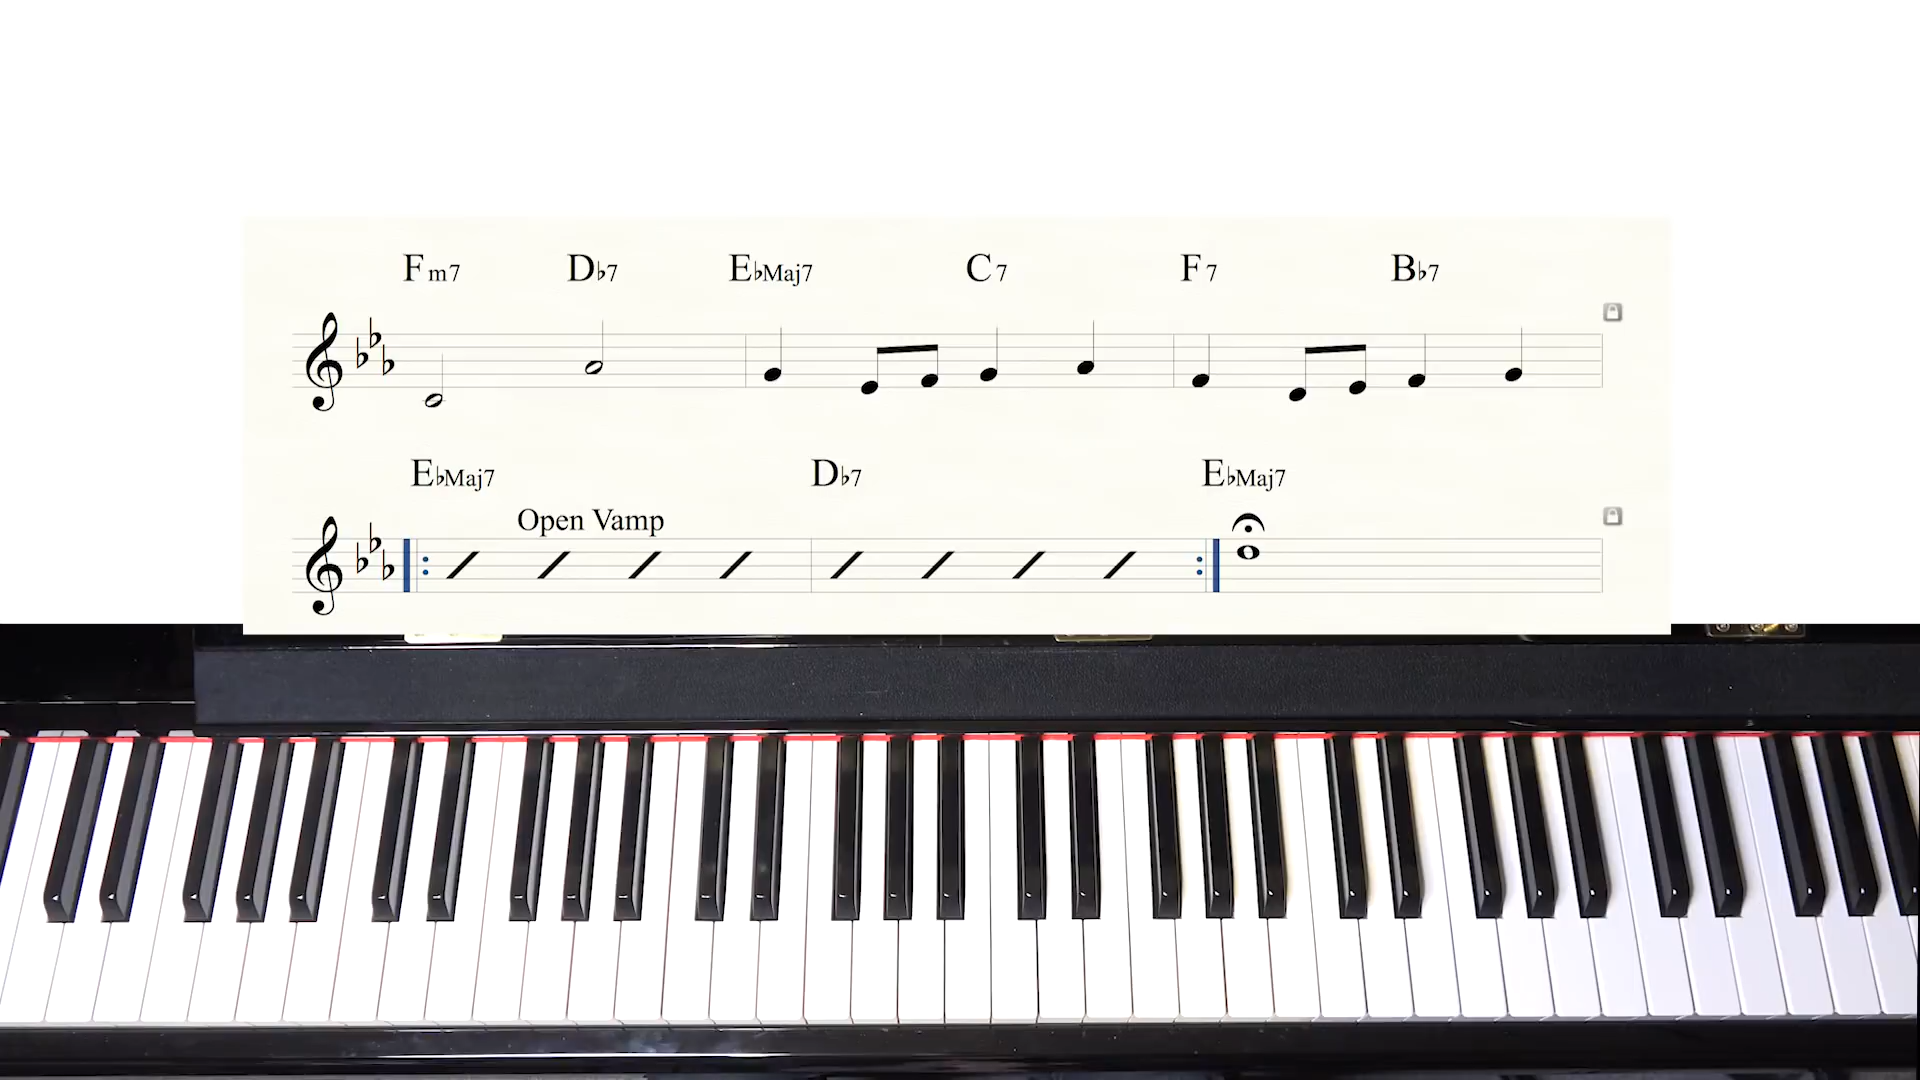 Fm7 D♭7 E♭Maj7 C7 F7 B♭7
E♭Maj7 D♭7 E♭Maj7
Open Vamp